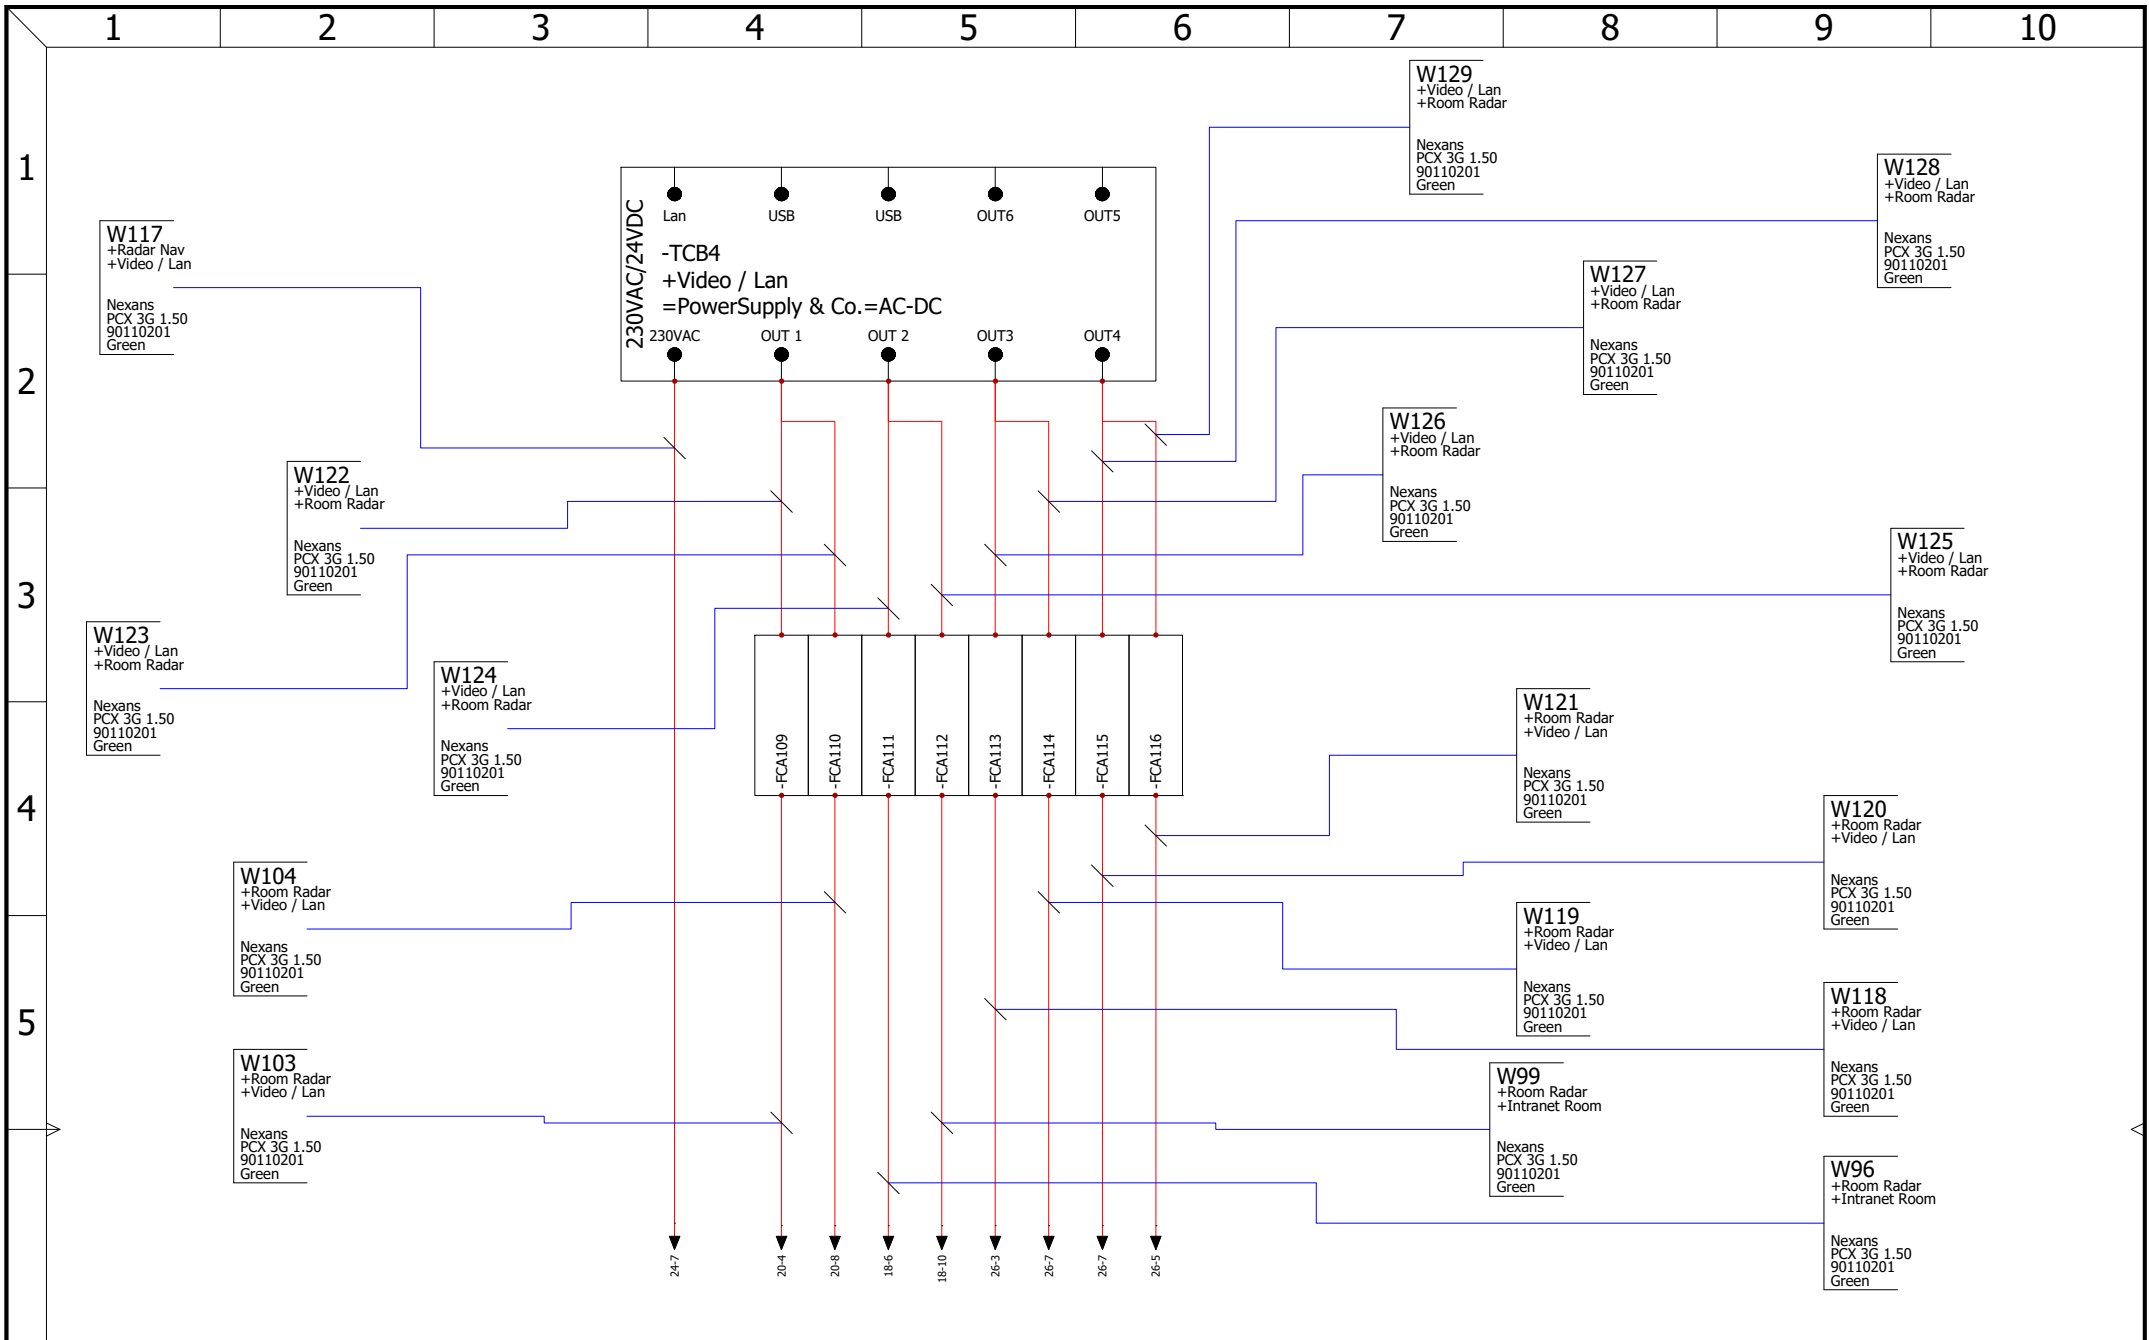 1 2 3 4 5 6 7 8 9 10
1
2
3
4
5
W129
+Video / Lan
+Room Radar
Nexans
PCX 3G 1.50
90110201
Green
W128
+Video / Lan
+Room Radar
Nexans
PCX 3G 1.50
90110201
Green
W117
+Radar Nav
+Video / Lan
Nexans
PCX 3G 1.50
90110201
Green
230VAC/24VDC
Lan USB USB OUT6 OUT5
-TCB4
+Video / Lan
=PowerSupply & Co.=AC-DC
230VAC OUT 1 OUT 2 OUT3 OUT4
W127
+Video / Lan
+Room Radar
Nexans
PCX 3G 1.50
90110201
Green
W126
+Video / Lan
+Room Radar
Nexans
PCX 3G 1.50
90110201
Green
W122
+Video / Lan
+Room Radar
Nexans
PCX 3G 1.50
90110201
Green
W125
+Video / Lan
+Room Radar
Nexans
PCX 3G 1.50
90110201
Green
W123
+Video / Lan
+Room Radar
Nexans
PCX 3G 1.50
90110201
Green
W124
+Video / Lan
+Room Radar
Nexans
PCX 3G 1.50
90110201
Green
-FCA109
-FCA110
-FCA111
-FCA112
-FCA113
-FCA114
-FCA115
-FCA116
W121
+Room Radar
+Video / Lan
Nexans
PCX 3G 1.50
90110201
Green
W120
+Room Radar
+Video / Lan
Nexans
PCX 3G 1.50
90110201
Green
W104
+Room Radar
+Video / Lan
Nexans
PCX 3G 1.50
90110201
Green
W119
+Room Radar
+Video / Lan
Nexans
PCX 3G 1.50
90110201
Green
W118
+Room Radar
+Video / Lan
Nexans
PCX 3G 1.50
90110201
Green
W103
+Room Radar
+Video / Lan
Nexans
PCX 3G 1.50
90110201
Green
W99
+Room Radar
+Intranet Room
Nexans
PCX 3G 1.50
90110201
Green
W96
+Room Radar
+Intranet Room
Nexans
PCX 3G 1.50
90110201
Green
24-7
20-4
20-8
18-6
18-10
26-3
26-7
26-7
26-5